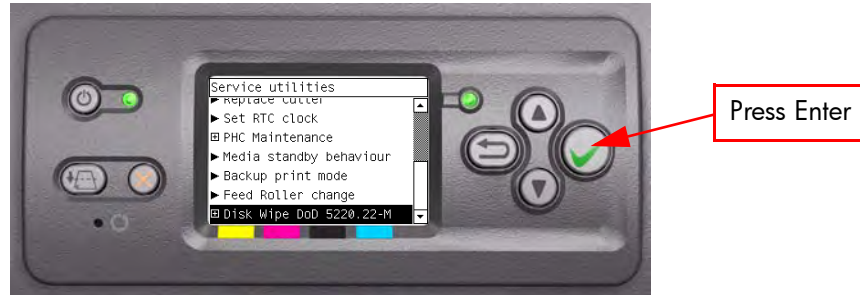 Service utilities
▶ Replace cutter
▶ Set RTC clock
⊞ PHC Maintenance
▶ Media standby behaviour
▶ Backup print mode
▶ Feed Roller change
⊞ Disk Wipe DoD 5220.22-M
Press Enter